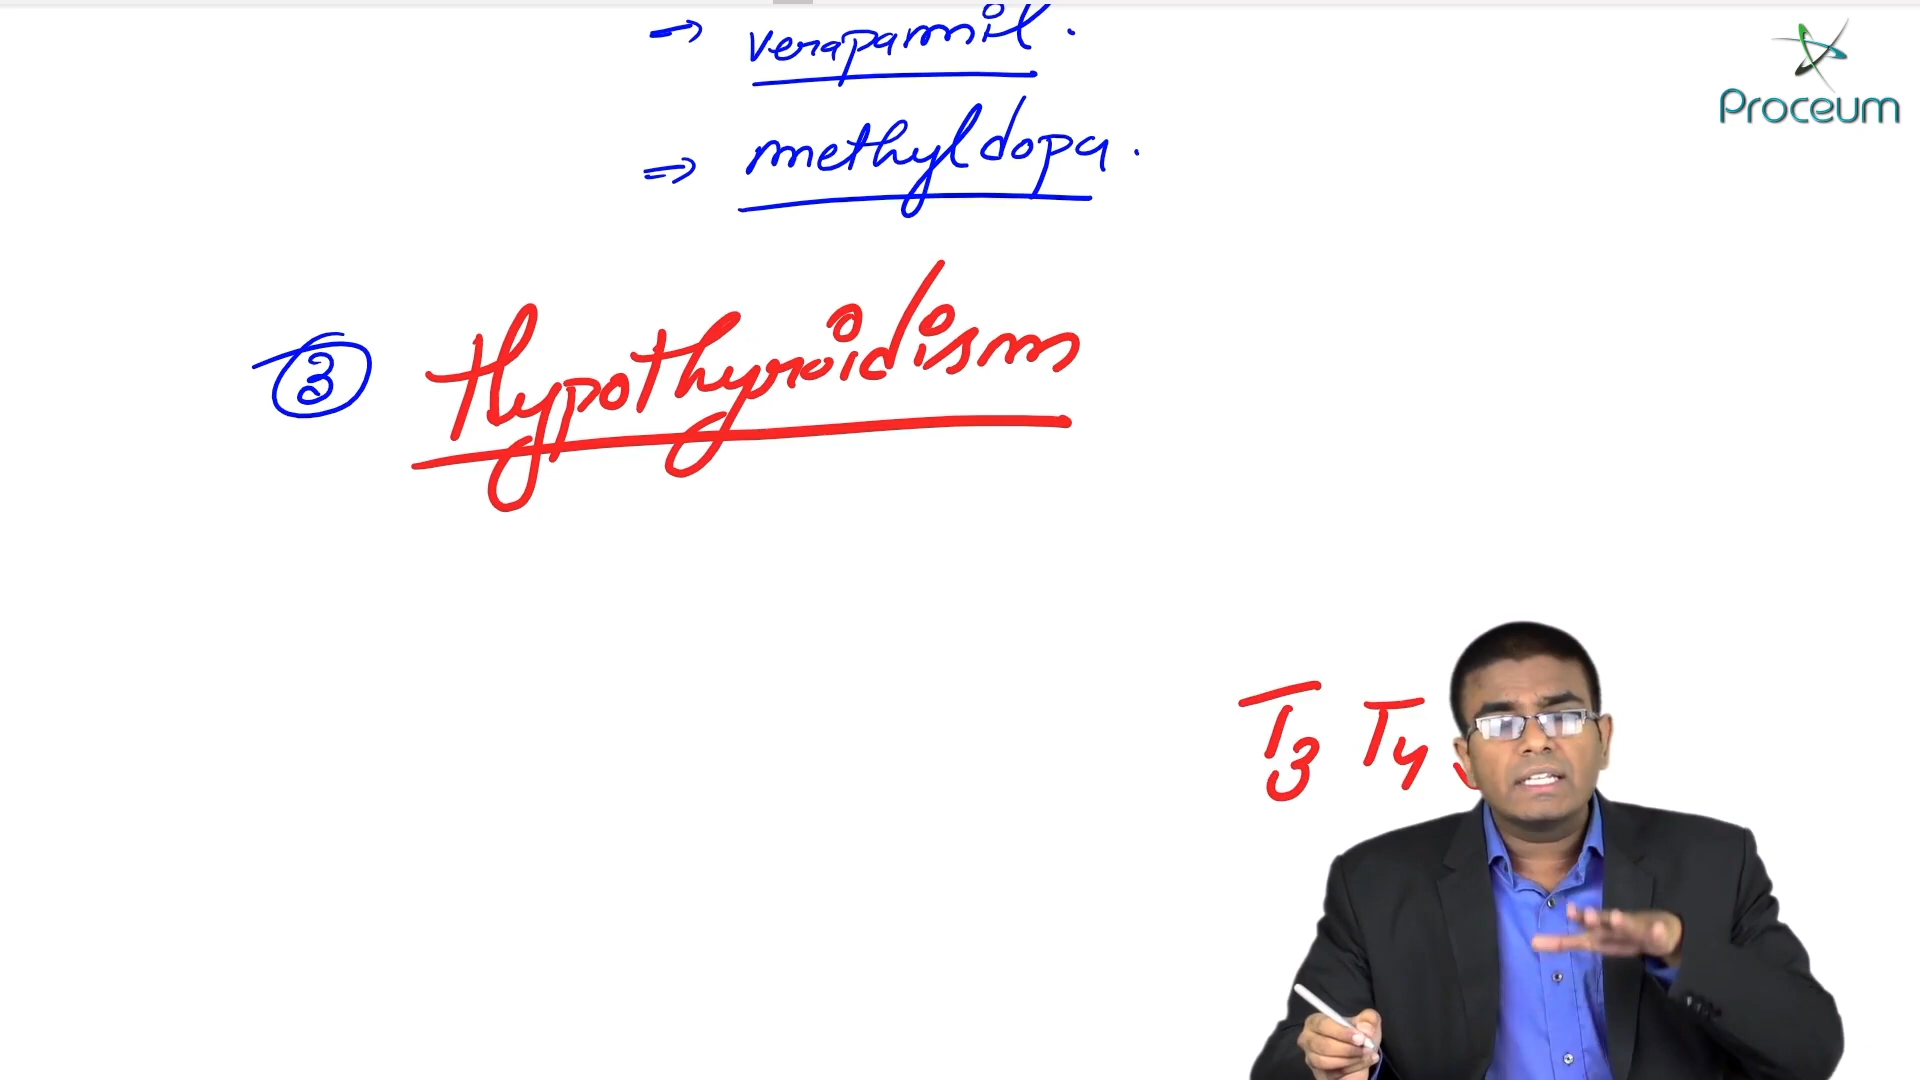 ⇒ verapamil.
Proceum
⇒ methyldopa.
③ Hypothyroidism
T3 T4